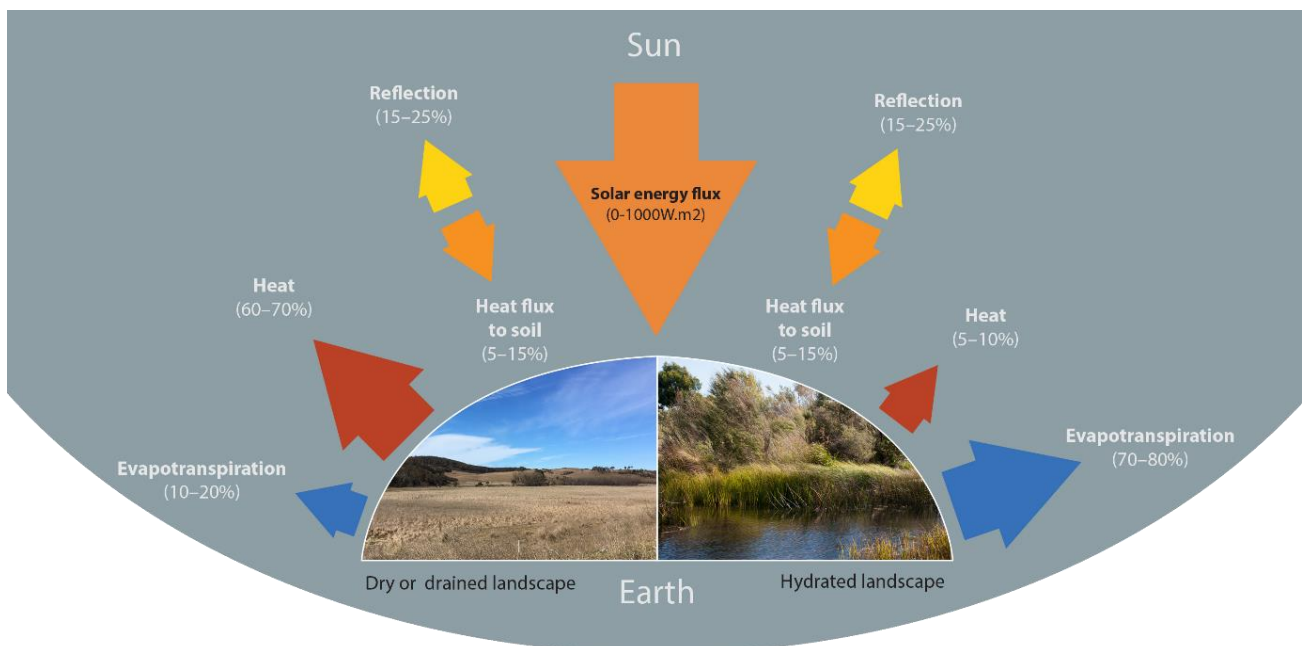 Sun
Reflection
(15–25%)
Reflection
(15–25%)
Solar energy flux
(0-1000W.m2)
Heat
(60–70%)
Heat flux
to soil
(5–15%)
Heat flux
to soil
(5–15%)
Heat
(5–10%)
Evapotranspiration
(10–20%)
Evapotranspiration
(70–80%)
Dry or drained landscape
Earth
Hydrated landscape